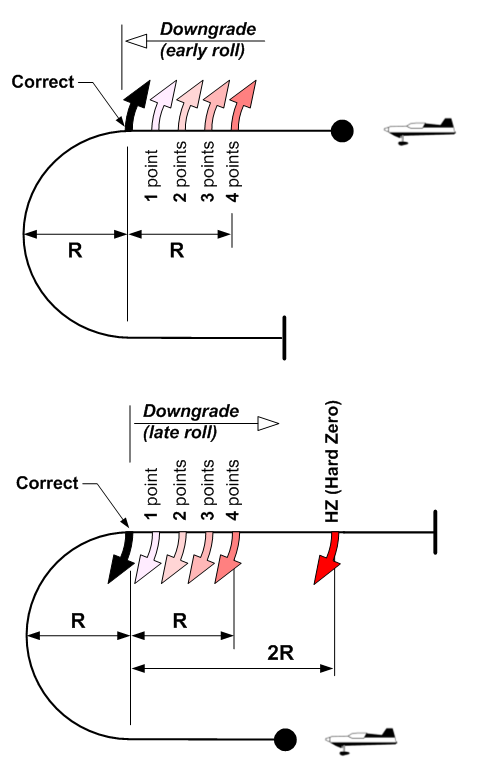 Downgrade
(early roll)
Correct
1 point
2 points
3 points
4 points
R
R
Downgrade
(late roll)
Correct
1 point
2 points
3 points
4 points
HZ (Hard Zero)
R
R
2R